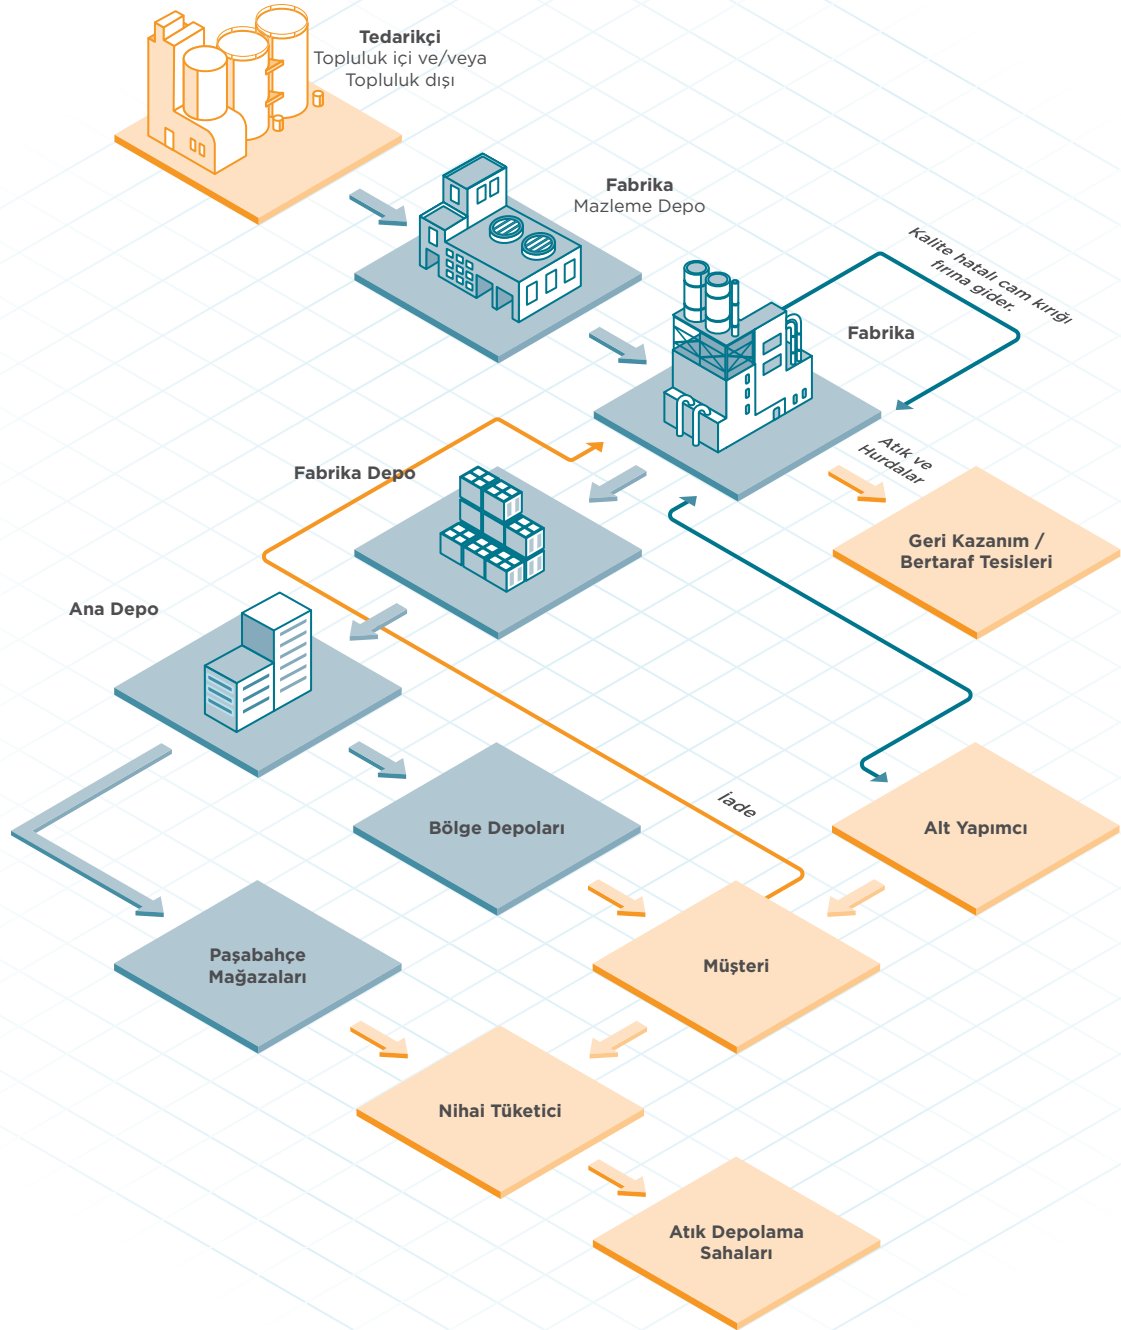 Tedarikçi
Topluluk içi ve/veya
Topluluk dışı
Fabrika
Mazleme Depo
Kalite hatalı cam kırığı
fırına gider.
Fabrika
Atık ve
Hurdalar
Fabrika Depo
Geri Kazanım /
Bertaraf Tesisleri
Ana Depo
İade
Bölge Depoları
Alt Yapımcı
Paşabahçe
Mağazaları
Müşteri
Nihai Tüketici
Atık Depolama
Sahaları